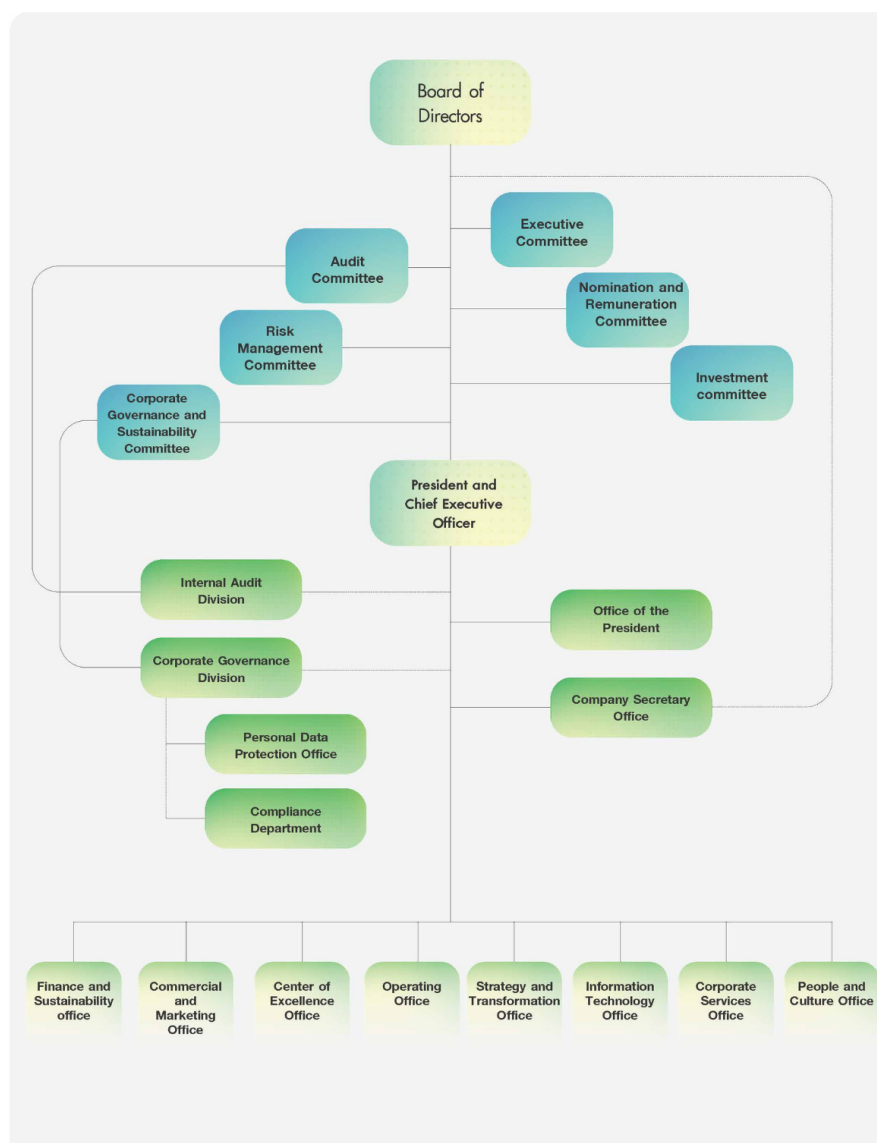 Board of
Directors
Executive
Committee
Audit
Committee
Nomination and
Remuneration
Committee
Risk
Management
Committee
Investment
committee
Corporate
Governance and
Sustainability
Committee
President and
Chief Executive
Officer
Internal Audit
Division
Office of the
President
Corporate Governance
Division
Company Secretary
Office
Personal Data
Protection Office
Compliance
Department
Finance and
Sustainability
office
Commercial
and
Marketing
Office
Center of
Excellence
Office
Operating
Office
Strategy and
Transformation
Office
Information
Technology
Office
Corporate
Services
Office
People and
Culture Office